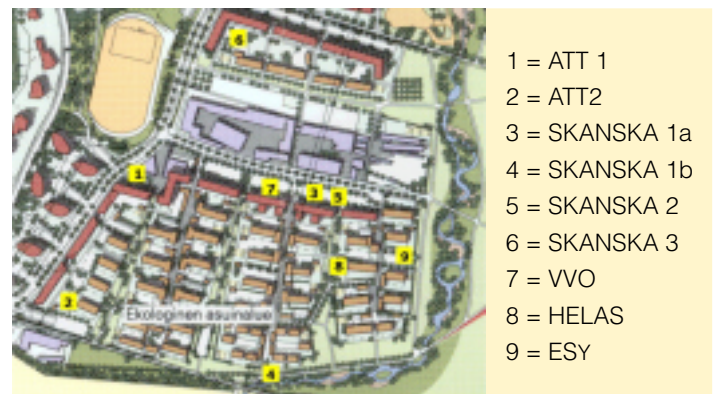 6
1
7
3
5
8
9
2
Ekologinen asuinalue
4
1 = ATT 1
2 = ATT2
3 = SKANSKA 1a
4 = SKANSKA 1b
5 = SKANSKA 2
6 = SKANSKA 3
7 = VVO
8 = HELAS
9 = ESY